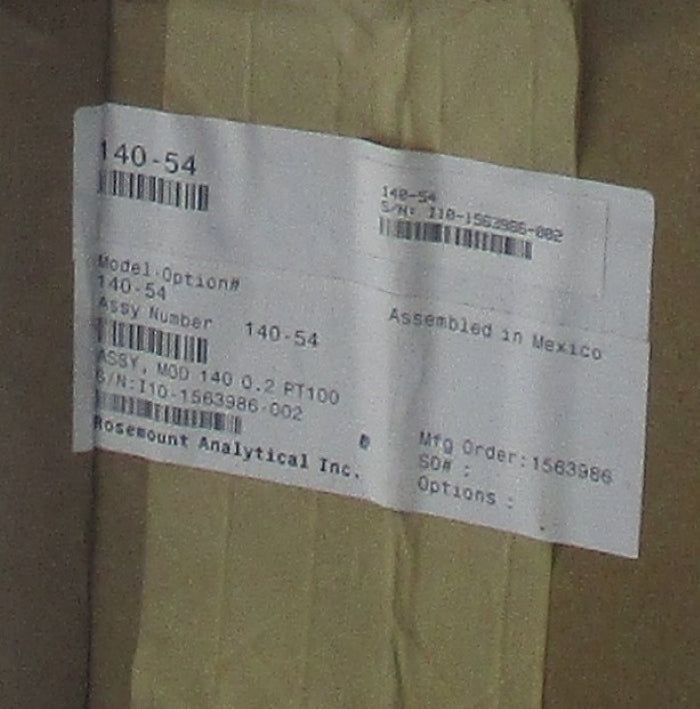 140-54
140-54
S/N: I10-1563986-002
Model-Option#
140-54
Assy Number 140-54
Assembled in Mexico
ASSY, MOD 140 0.2 PT100
S/N:I10-1563986-002
Rosemount Analytical Inc.
Mfg Order:1563986
SO# :
Options :